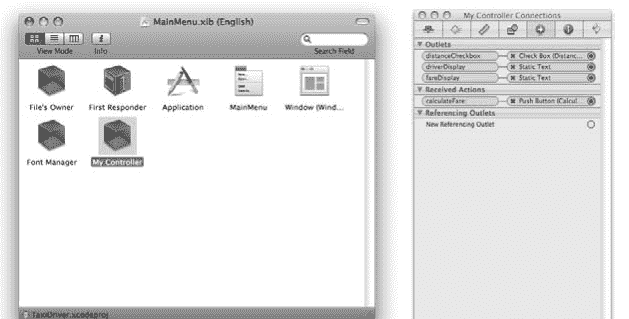 MainMenu.xib (English)
View Mode
Info
Search Field
File's Owner
First Responder
Application
MainMenu
Window (Wind...
Font Manager
My Controller
TaxiDriver.xcodeproj
My Controller Connections
Outlets
distanceCheckbox
Check Box (Distanc...
driverDisplay
Static Text
fareDisplay
Static Text
Received Actions
calculateFare:
Push Button (Calcul...
Referencing Outlets
New Referencing Outlet